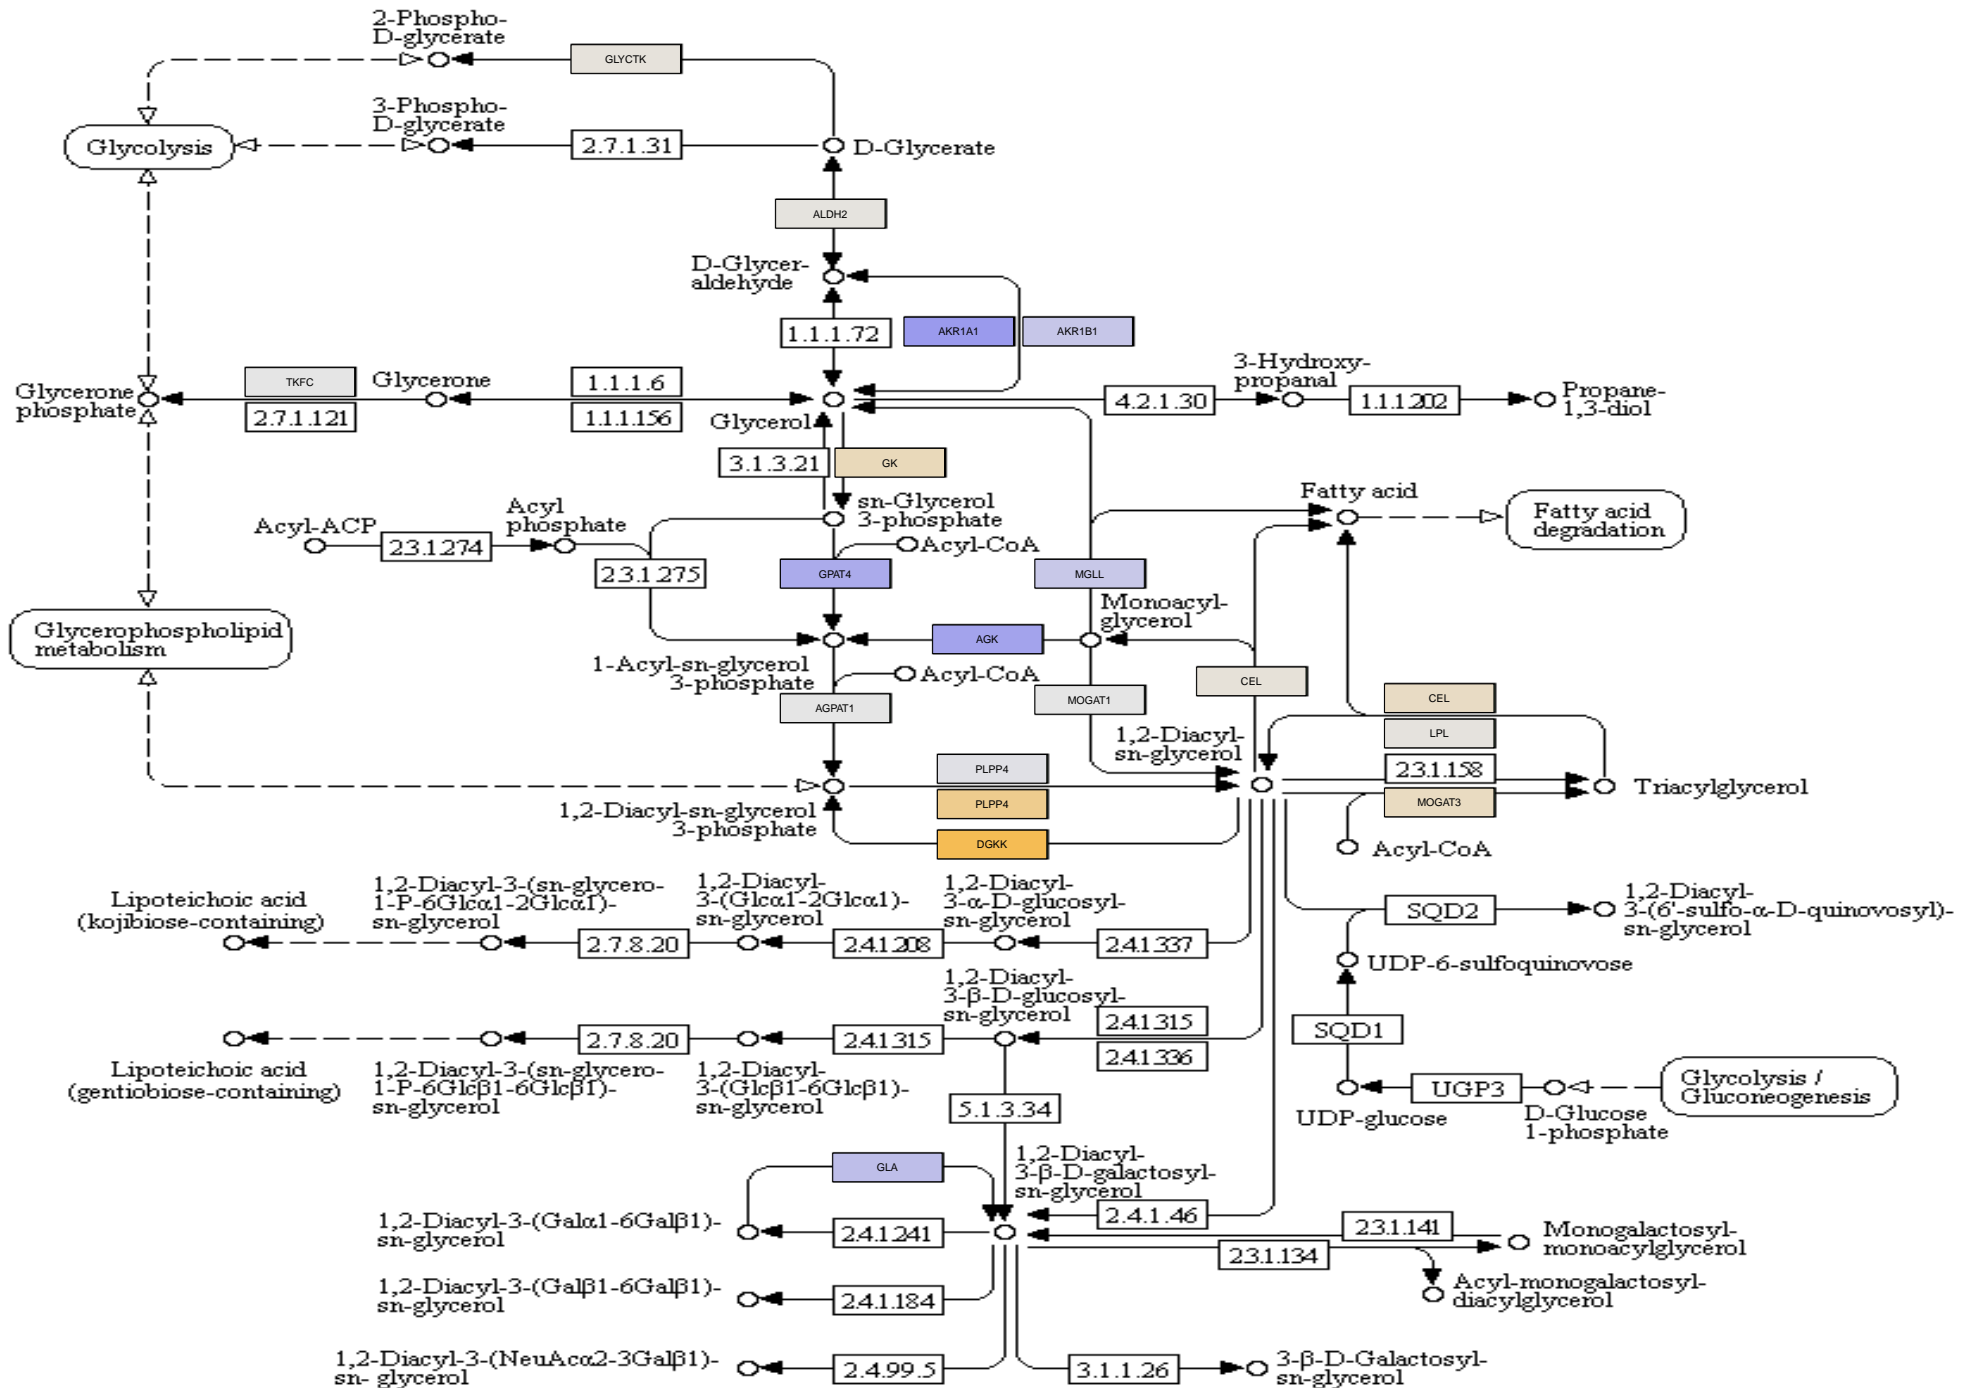 2-Phospho-
D-glycerate
GLYCTK
3-Phospho-
D-glycerate
Glycolysis
2.7.1.31
D-Glycerate
ALDH2
D-Glycer-
aldehyde
1.1.1.72
AKR1A1
AKR1B1
Glycerone
phosphate
TKFC
2.7.1.121
Glycerone
1.1.1.6
1.1.1.156
Glycerol
4.2.1.30
3-Hydroxy-
propanal
1.1.1.202
Propane-
1,3-diol
3.1.3.21
GK
sn-Glycerol
3-phosphate
Acyl-ACP
2.3.1.274
Acyl
phosphate
2.3.1.275
Acyl-CoA
GPAT4
MGLL
Fatty acid
Fatty acid
degradation
Glycerophospholipid
metabolism
Monoacyl-
glycerol
AGK
1-Acyl-sn-glycerol
3-phosphate
Acyl-CoA
AGPAT1
MOGAT1
CEL
CEL
LPL
2.3.1.158
MOGAT3
1,2-Diacyl-
sn-glycerol
Triacylglycerol
Acyl-CoA
PLPP4
PLPP4
DGKK
1,2-Diacyl-sn-glycerol
3-phosphate
Lipoteichoic acid
(kojibiose-containing)
1,2-Diacyl-3-(sn-glycero-
1-P-6Glcα1-2Glcα1)-
sn-glycerol
1,2-Diacyl-
3-(Glcα1-2Glcα1)-
sn-glycerol
1,2-Diacyl-
3-α-D-glucosyl-
sn-glycerol
2.7.8.20
2.4.1.208
2.4.1.337
SQD2
1,2-Diacyl-
3-(6'-sulfo-α-D-quinovosyl)-
sn-glycerol
UDP-6-sulfoquinovose
1,2-Diacyl-
3-β-D-glucosyl-
sn-glycerol
2.7.8.20
2.4.1.315
2.4.1.315
2.4.1.336
SQD1
Lipoteichoic acid
(gentiobiose-containing)
1,2-Diacyl-3-(sn-glycero-
1-P-6Glcβ1-6Glcβ1)-
sn-glycerol
1,2-Diacyl-
3-(Glcβ1-6Glcβ1)-
sn-glycerol
5.1.3.34
UDP-glucose
UGP3
D-Glucose
1-phosphate
Glycolysis /
Gluconeogenesis
GLA
1,2-Diacyl-
3-β-D-galactosyl-
sn-glycerol
2.4.1.46
1,2-Diacyl-3-(Galα1-6Galβ1)-
sn-glycerol
2.4.1.241
2.3.1.141
2.3.1.134
Monogalactosyl-
monoacylglycerol
Acyl-monogalactosyl-
diacylglycerol
1,2-Diacyl-3-(Galβ1-6Galβ1)-
sn-glycerol
2.4.1.184
1,2-Diacyl-3-(NeuAcα2-3Galβ1)-
sn- glycerol
2.4.99.5
3.1.1.26
3-β-D-Galactosyl-
sn-glycerol